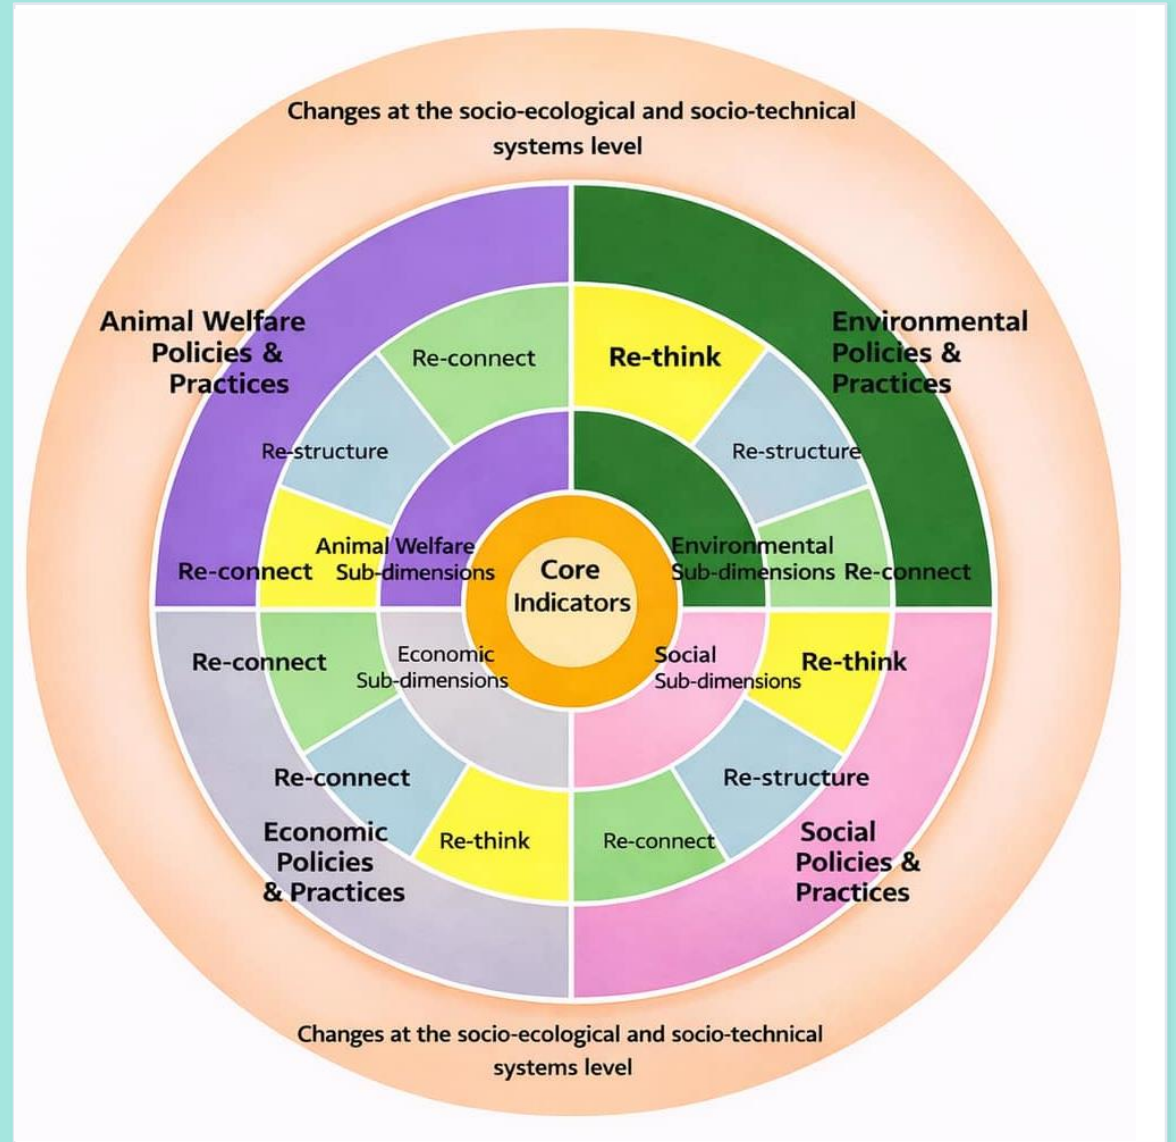 Changes at the socio-ecological and socio-technical
systems level
Animal Welfare
Policies &
Practices
Environmental
Policies &
Practices
Re-connect
Re-think
Re-structure
Re-structure
Animal Welfare
Sub-dimensions
Re-connect
Environmental
Sub-dimensions
Re-connect
Core
Indicators
Re-connect
Economic
Sub-dimensions
Social
Sub-dimensions
Re-think
Re-connect
Re-structure
Economic
Policies
& Practices
Re-think
Re-connect
Social
Policies &
Practices
Changes at the socio-ecological and socio-technical
systems level